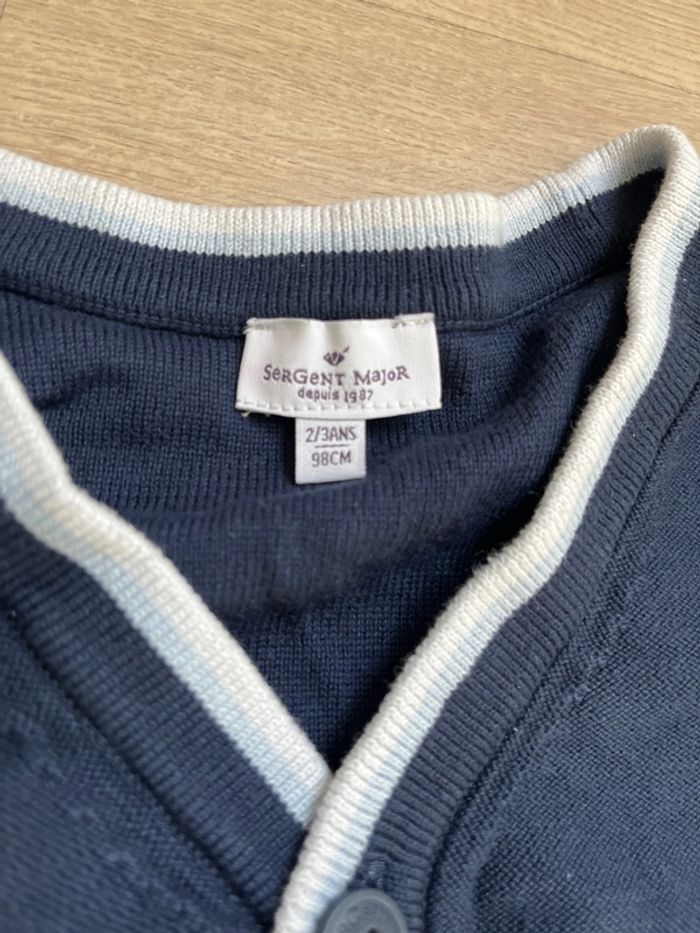 SeRGeNT MajoR
depuis 1987
2/3ANS
98CM